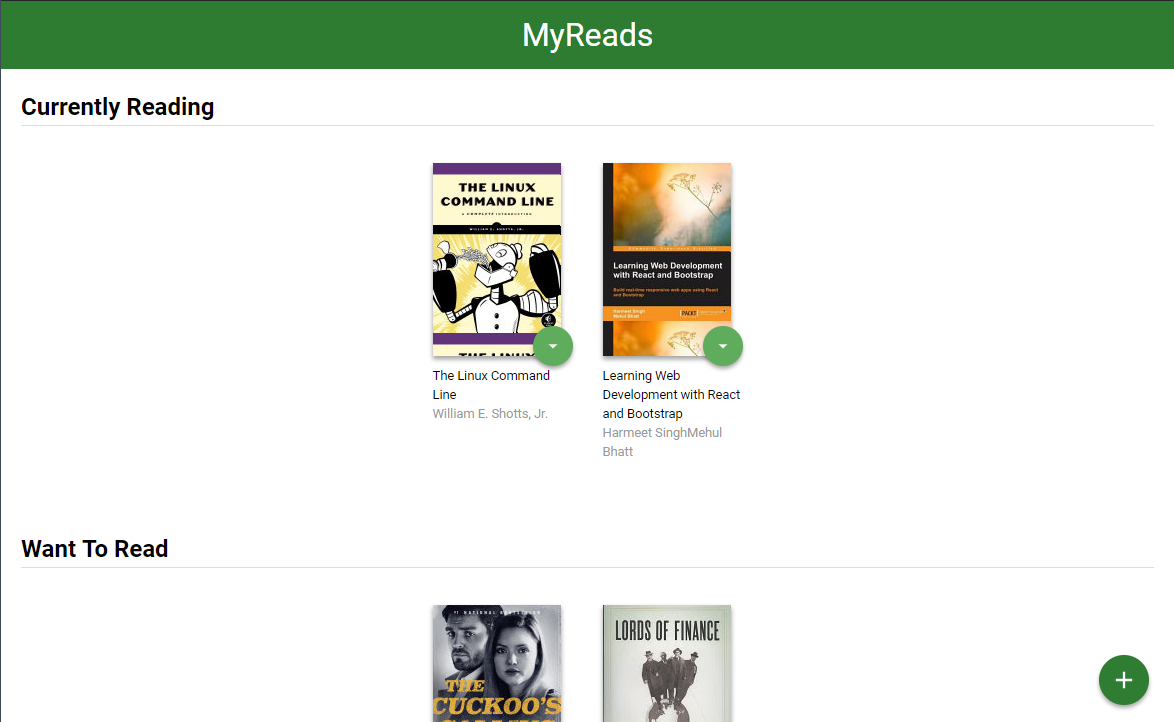 MyReads
Currently Reading
THE LINUX
COMMAND LINE
A COMPLETE INTRODUCTION
WILLIAM E. SHOTTS, JR.
THE LINUX
Learning Web Development
with React and Bootstrap
Build real-time responsive web apps using React
and Bootstrap
Harmeet Singh
Mehul Bhatt
PACKT
The Linux Command
Line
William E. Shotts, Jr.
Learning Web
Development with React
and Bootstrap
Harmeet SinghMehul
Bhatt
Want To Read
#1 NATIONAL BESTSELLER
THE
CUCKOO'S
LORDS OF FINANCE